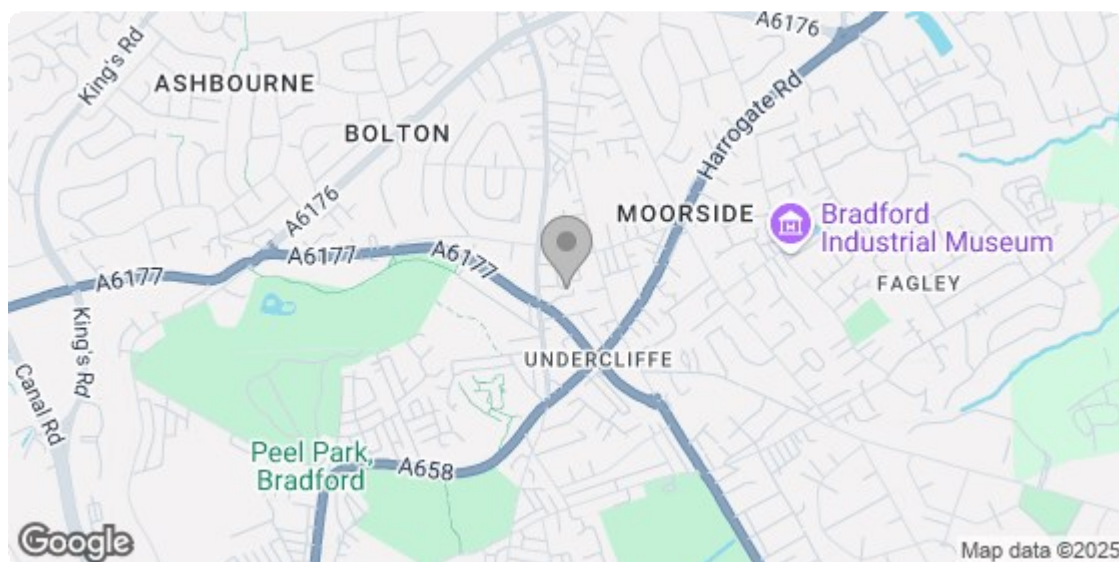 A6176
King's Rd
ASHBOURNE
BOLTON
Harrogate Rd
A6176
MOORSIDE
Bradford
Industrial Museum
A6177
A6177
A6177
FAGLEY
King's Rd
UNDERCLIFFE
Canal Rd
Peel Park,
Bradford
A658
Google
Map data ©2025